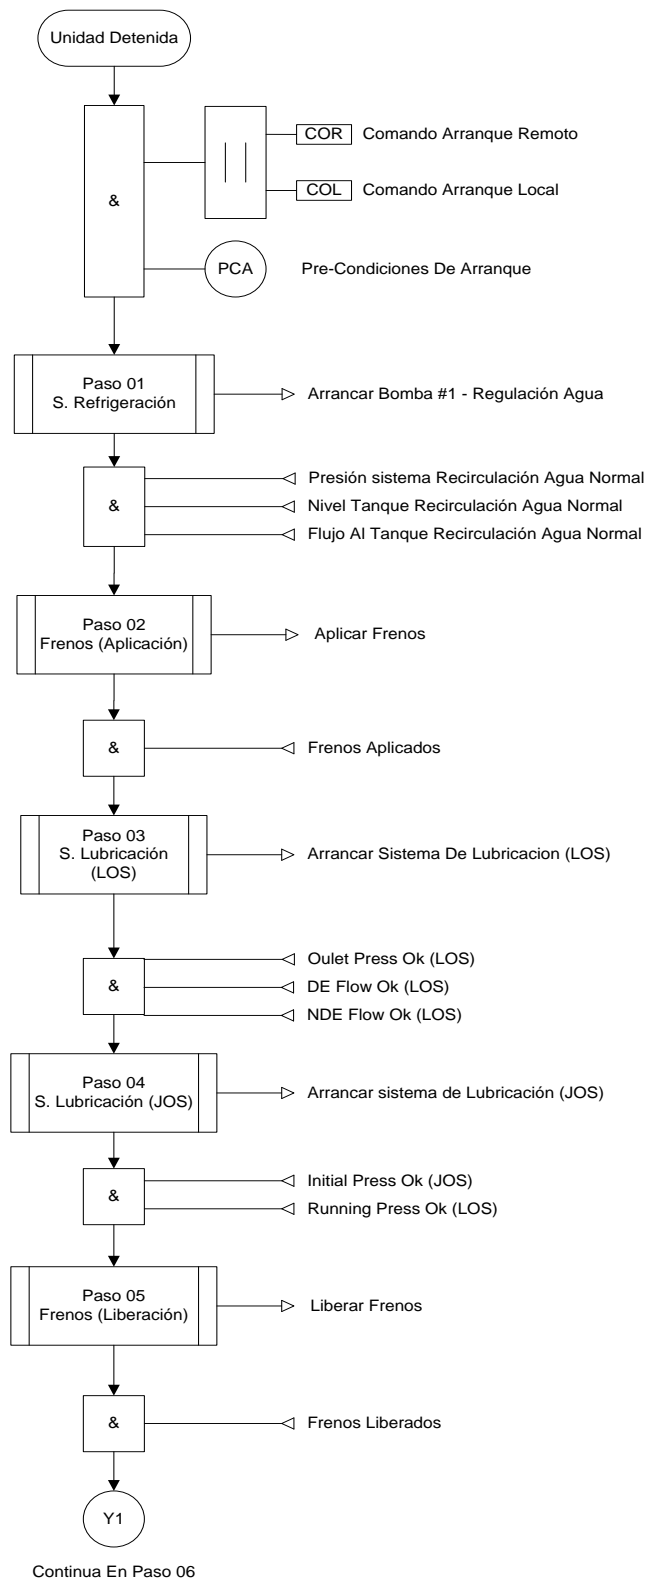 Unidad Detenida
COR Comando Arranque Remoto
COL Comando Arranque Local
&
PCA Pre-Condiciones De Arranque
Paso 01
S. Refrigeración
Arrancar Bomba #1 - Regulación Agua
Presión sistema Recirculación Agua Normal
& Nivel Tanque Recirculación Agua Normal
Flujo Al Tanque Recirculación Agua Normal
Paso 02
Frenos (Aplicación)
Aplicar Frenos
& Frenos Aplicados
Paso 03
S. Lubricación
(LOS)
Arrancar Sistema De Lubricacion (LOS)
Oulet Press Ok (LOS)
& DE Flow Ok (LOS)
NDE Flow Ok (LOS)
Paso 04
S. Lubricación (JOS)
Arrancar sistema de Lubricación (JOS)
Initial Press Ok (JOS)
&
Running Press Ok (LOS)
Paso 05
Frenos (Liberación)
Liberar Frenos
& Frenos Liberados
Y1
Continua En Paso 06